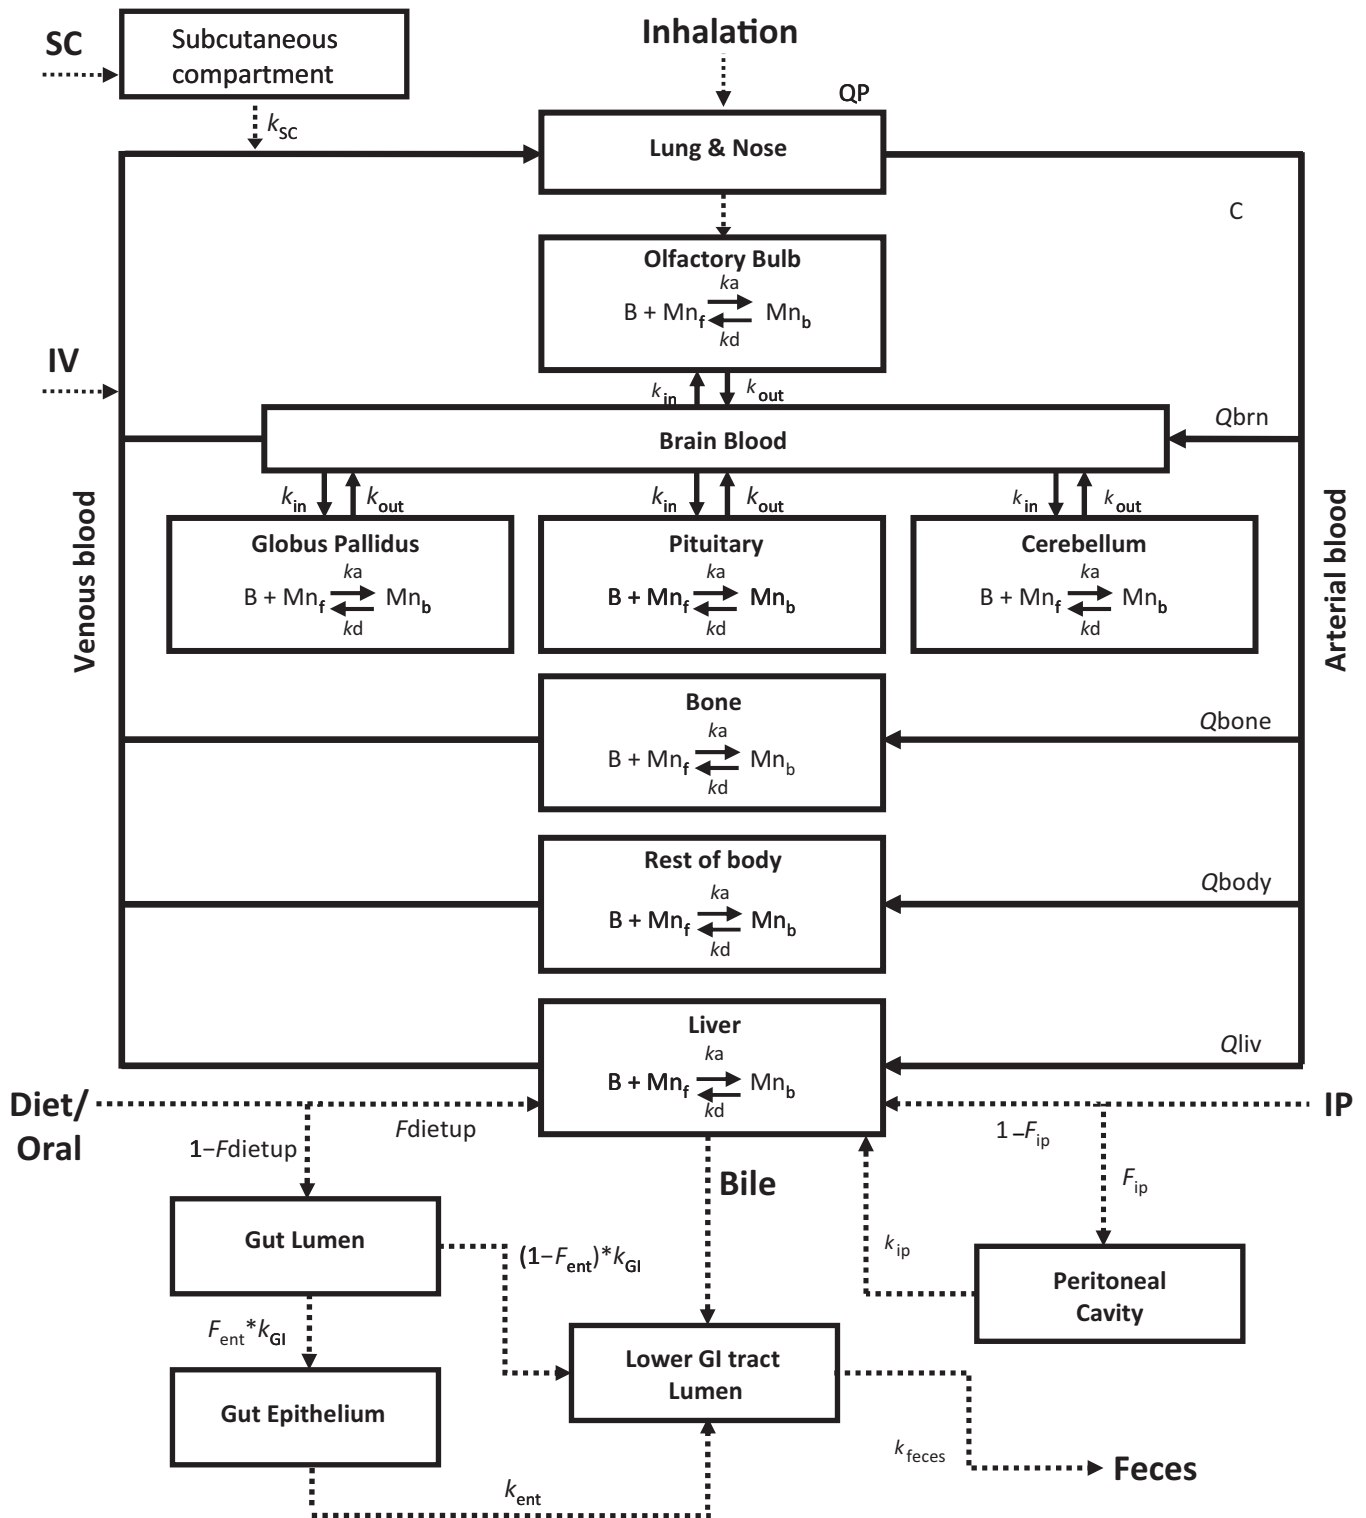 SC
Subcutaneous
compartment
Inhalation
QP
kSC
Lung & Nose
C
Olfactory Bulb
ka
B + Mnf Mnb
kd
IV
kin kout
Qbrn
Brain Blood
kin kout
kin kout
kin kout
Venous blood
Arterial blood
Globus Pallidus
ka
B + Mnf Mnb
kd
Pituitary
ka
B + Mnf Mnb
kd
Cerebellum
ka
B + Mnf Mnb
kd
Bone
ka
B + Mnf Mnb
kd
Qbone
Rest of body
ka
B + Mnf Mnb
kd
Qbody
Liver
ka
B + Mnf Mnb
kd
Qliv
Diet/
Oral
Fdietup
1−Fdietup
IP
1−Fip
Fip
Bile
Gut Lumen
(1−Fent)*kGI
kip
Peritoneal
Cavity
Fent*kGI
Lower GI tract
Lumen
Gut Epithelium
kfeces
Feces
kent